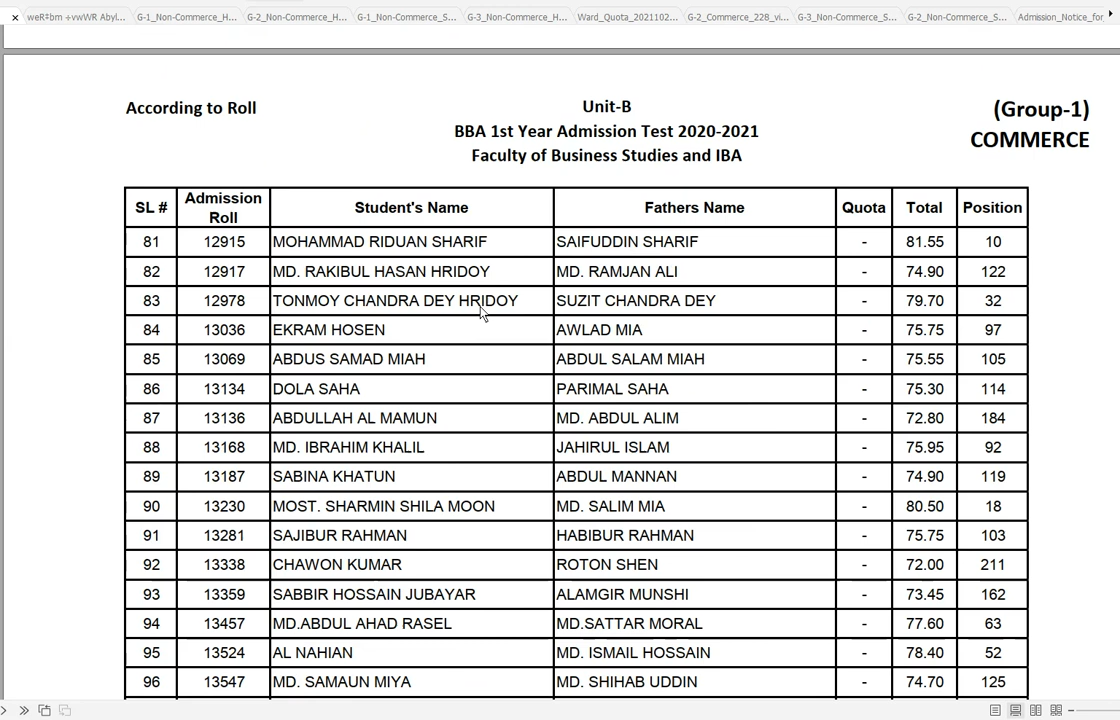 × weR‡bm +vwWR Abyl... G-1_Non-Commerce_H... G-2_Non-Commerce_H... G-1_Non-Commerce_S... G-3_Non-Commerce_H... Ward_Quota_2021102... G-2_Commerce_228_vi... G-3_Non-Commerce_S... G-2_Non-Commerce_S... Admission_Notice_for
According to Roll Unit-B (Group-1)
BBA 1st Year Admission Test 2020-2021 COMMERCE
Faculty of Business Studies and IBA
SL # Admission Roll Student's Name Fathers Name Quota Total Position
81 12915 MOHAMMAD RIDUAN SHARIF SAIFUDDIN SHARIF - 81.55 10
82 12917 MD. RAKIBUL HASAN HRIDOY MD. RAMJAN ALI - 74.90 122
83 12978 TONMOY CHANDRA DEY HRIDOY SUZIT CHANDRA DEY - 79.70 32
84 13036 EKRAM HOSEN AWLAD MIA - 75.75 97
85 13069 ABDUS SAMAD MIAH ABDUL SALAM MIAH - 75.55 105
86 13134 DOLA SAHA PARIMAL SAHA - 75.30 114
87 13136 ABDULLAH AL MAMUN MD. ABDUL ALIM - 72.80 184
88 13168 MD. IBRAHIM KHALIL JAHIRUL ISLAM - 75.95 92
89 13187 SABINA KHATUN ABDUL MANNAN - 74.90 119
90 13230 MOST. SHARMIN SHILA MOON MD. SALIM MIA - 80.50 18
91 13281 SAJIBUR RAHMAN HABIBUR RAHMAN - 75.75 103
92 13338 CHAWON KUMAR ROTON SHEN - 72.00 211
93 13359 SABBIR HOSSAIN JUBAYAR ALAMGIR MUNSHI - 73.45 162
94 13457 MD.ABDUL AHAD RASEL MD.SATTAR MORAL - 77.60 63
95 13524 AL NAHIAN MD. ISMAIL HOSSAIN - 78.40 52
96 13547 MD. SAMAUN MIYA MD. SHIHAB UDDIN - 74.70 125